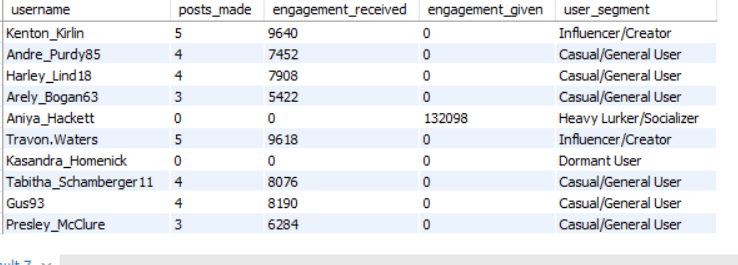 username posts_made engagement_received engagement_given user_segment
Kenton_Kirlin 5 9640 0 Influencer/Creator
Andre_Purdy85 4 7452 0 Casual/General User
Harley_Lind18 4 7908 0 Casual/General User
Arely_Bogan63 3 5422 0 Casual/General User
Aniya_Hackett 0 0 132098 Heavy Lurker/Socializer
Travon.Waters 5 9618 0 Influencer/Creator
Kasandra_Homenick 0 0 0 Dormant User
Tabitha_Schamberger11 4 8076 0 Casual/General User
Gus93 4 8190 0 Casual/General User
Presley_McClure 3 6284 0 Casual/General User